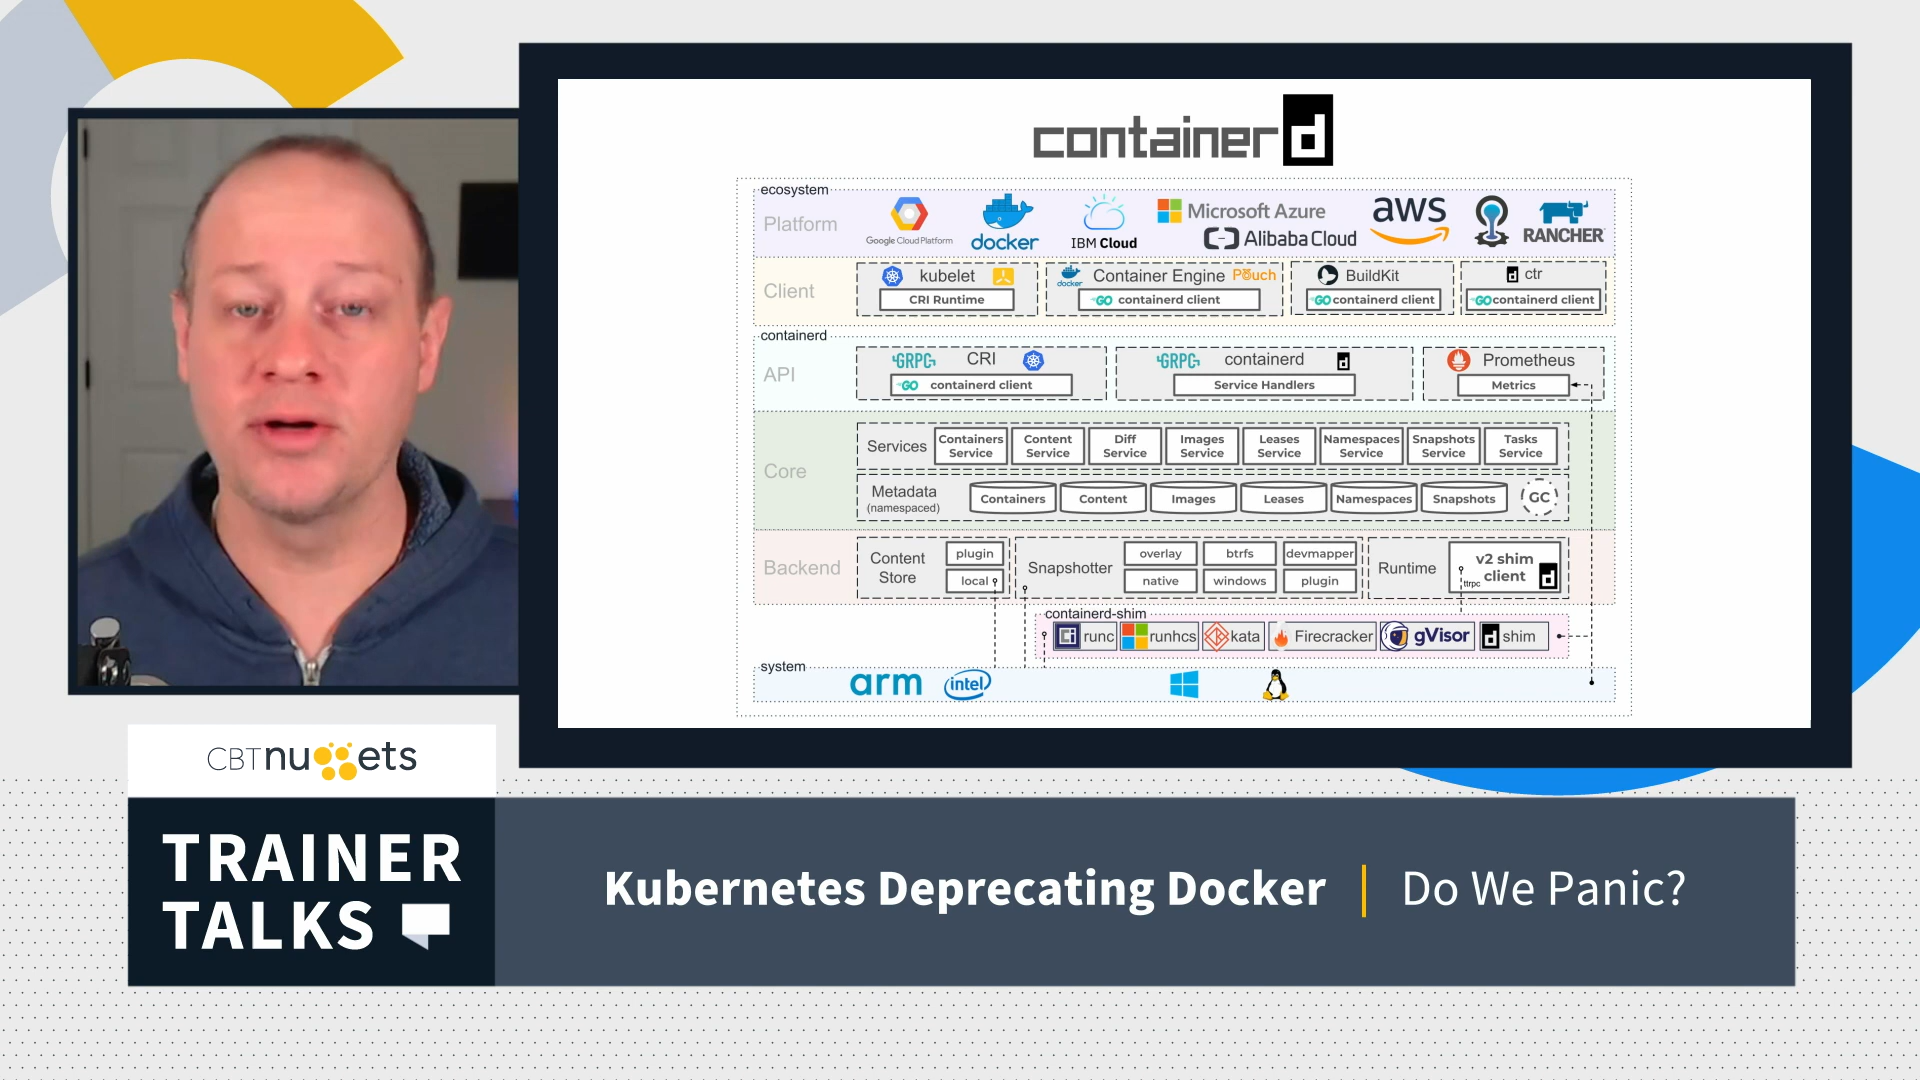 containerd
ecosystem
Platform
Google Cloud Platform
docker
IBM Cloud
Microsoft Azure
Alibaba Cloud
aws
RANCHER
Client
kubelet
CRI Runtime
docker
Container Engine
Pouch
GO containerd client
BuildKit
GO containerd client
ctr
GO containerd client
containerd
API
GRPC CRI
GO containerd client
GRPC containerd
Service Handlers
Prometheus
Metrics
Core
Services
Containers
Service
Content
Service
Diff
Service
Images
Service
Leases
Service
Namespaces
Service
Snapshots
Service
Tasks
Service
Metadata
(namespaced)
Containers
Content
Images
Leases
Namespaces
Snapshots
GC
Backend
Content
Store
plugin
local
Snapshotter
overlay
btrfs
devmapper
native
windows
plugin
Runtime
ttrpc
v2 shim
client
containerd-shim
runc
runhcs
kata
Firecracker
gVisor
shim
system
arm
intel
CBTnuggets
TRAINER
TALKS
Kubernetes Deprecating Docker | Do We Panic?